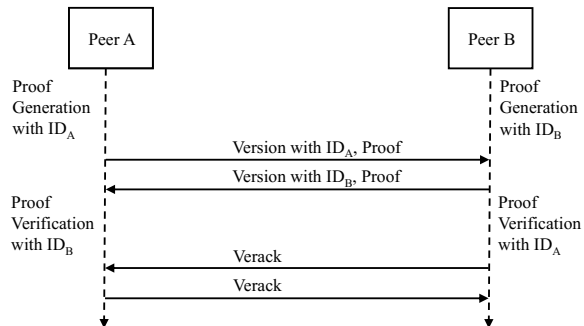 Peer A
Peer B
Proof
Generation
with ID_A
Proof
Generation
with ID_B
Version with ID_A, Proof
Version with ID_B, Proof
Proof
Verification
with ID_B
Proof
Verification
with ID_A
Verack
Verack